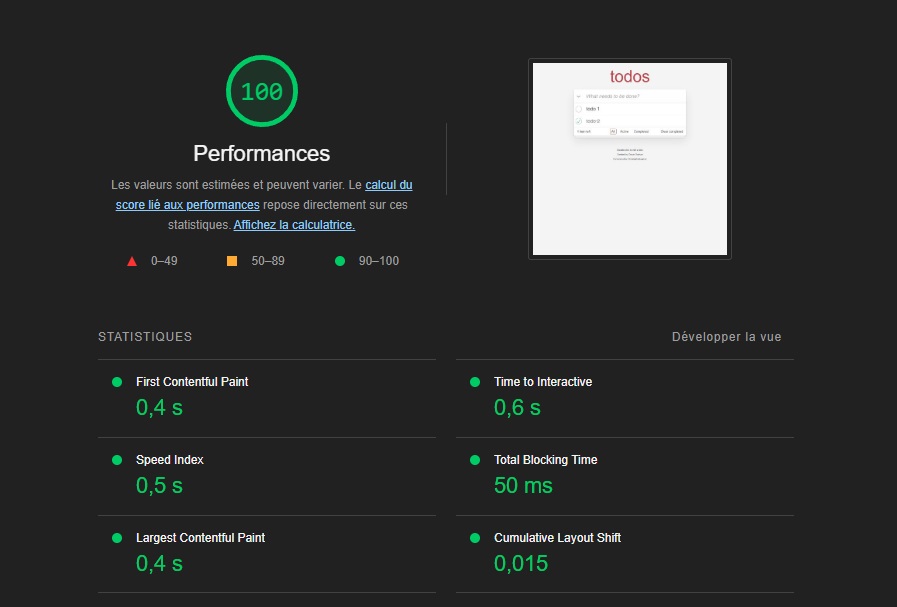 100
Performances
Les valeurs sont estimées et peuvent varier. Le calcul du
score lié aux performances repose directement sur ces
statistiques. Affichez la calculatrice.
0–49 50–89 90–100
todos
What needs to be done?
todo 1
todo 2
STATISTIQUES Développer la vue
First Contentful Paint
0,4 s
Time to Interactive
0,6 s
Speed Index
0,5 s
Total Blocking Time
50 ms
Largest Contentful Paint
0,4 s
Cumulative Layout Shift
0,015